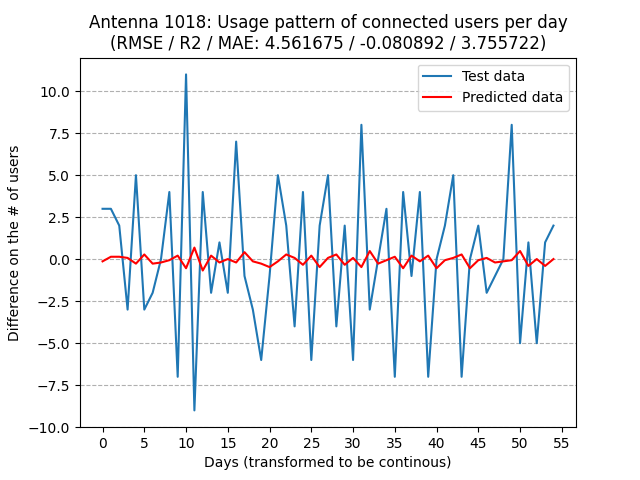 Antenna 1018: Usage pattern of connected users per day
(RMSE / R2 / MAE: 4.561675 / -0.080892 / 3.755722)
Test data
Predicted data
Difference on the # of users
10.0
7.5
5.0
2.5
0.0
−2.5
−5.0
−7.5
−10.0
0 5 10 15 20 25 30 35 40 45 50 55
Days (transformed to be continous)